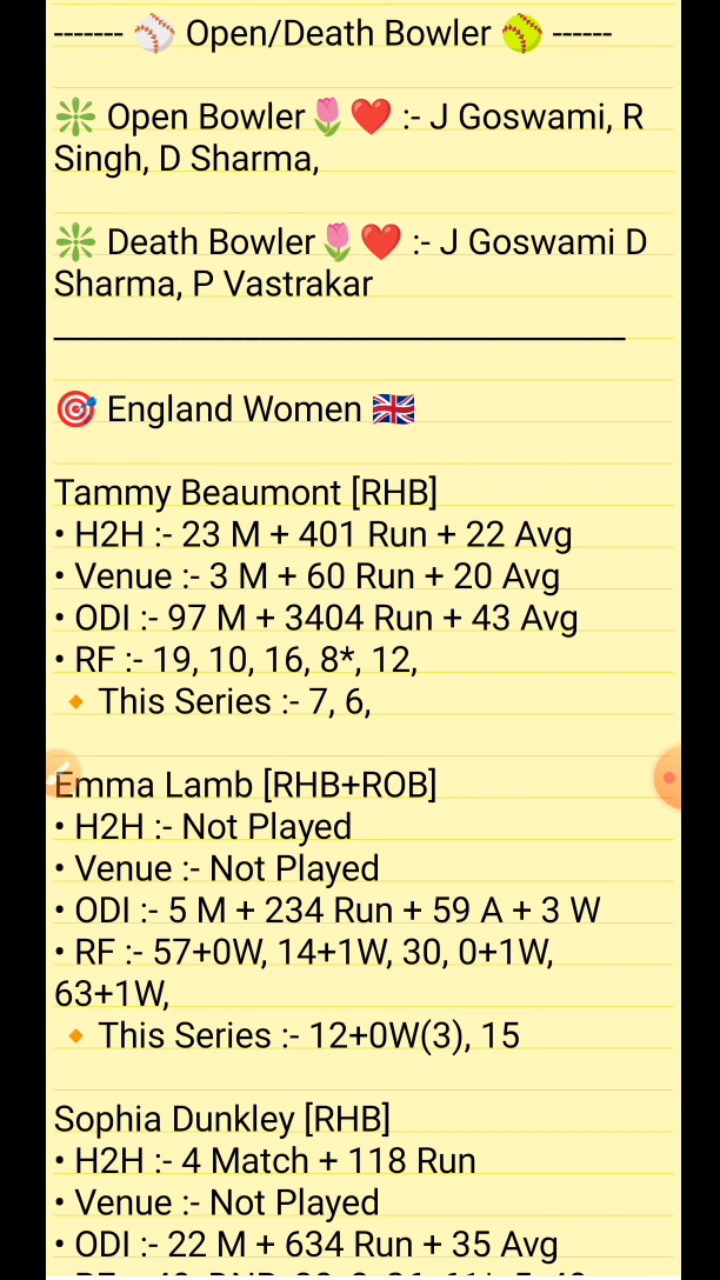 ------- ⚾ Open/Death Bowler 🥎 ------
❇️ Open Bowler🌷❤️ :- J Goswami, R
Singh, D Sharma,
❇️ Death Bowler🌷❤️ :- J Goswami D
Sharma, P Vastrakar
🎯 England Women 🇬🇧
Tammy Beaumont [RHB]
• H2H :- 23 M + 401 Run + 22 Avg
• Venue :- 3 M + 60 Run + 20 Avg
• ODI :- 97 M + 3404 Run + 43 Avg
• RF :- 19, 10, 16, 8*, 12,
🔸This Series :- 7, 6,
Emma Lamb [RHB+ROB]
• H2H :- Not Played
• Venue :- Not Played
• ODI :- 5 M + 234 Run + 59 A + 3 W
• RF :- 57+0W, 14+1W, 30, 0+1W,
63+1W,
🔸This Series :- 12+0W(3), 15
Sophia Dunkley [RHB]
• H2H :- 4 Match + 118 Run
• Venue :- Not Played
• ODI :- 22 M + 634 Run + 35 Avg